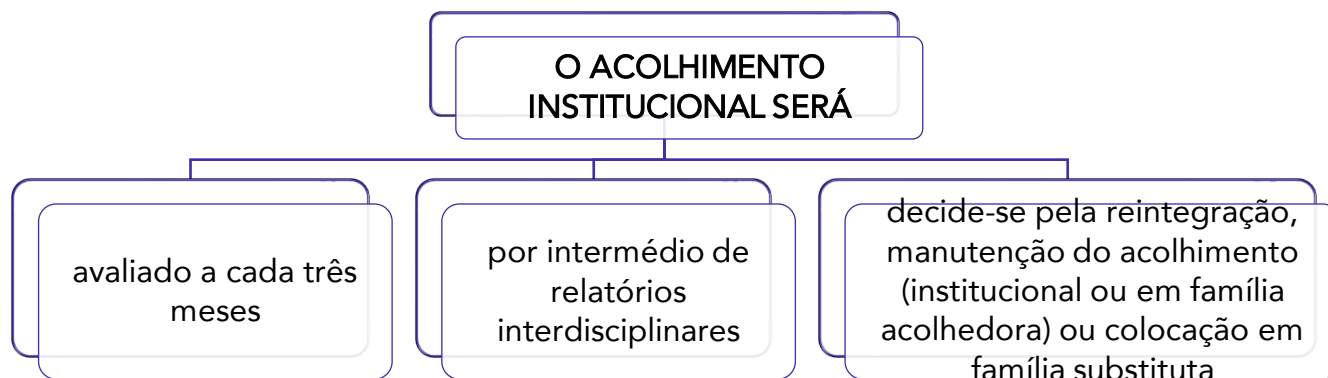 O ACOLHIMENTO
INSTITUCIONAL SERÁ
avaliado a cada três
meses
por intermédio de
relatórios
interdisciplinares
decide-se pela reintegração,
manutenção do acolhimento
(institucional ou em família
acolhedora) ou colocação em
família substituta